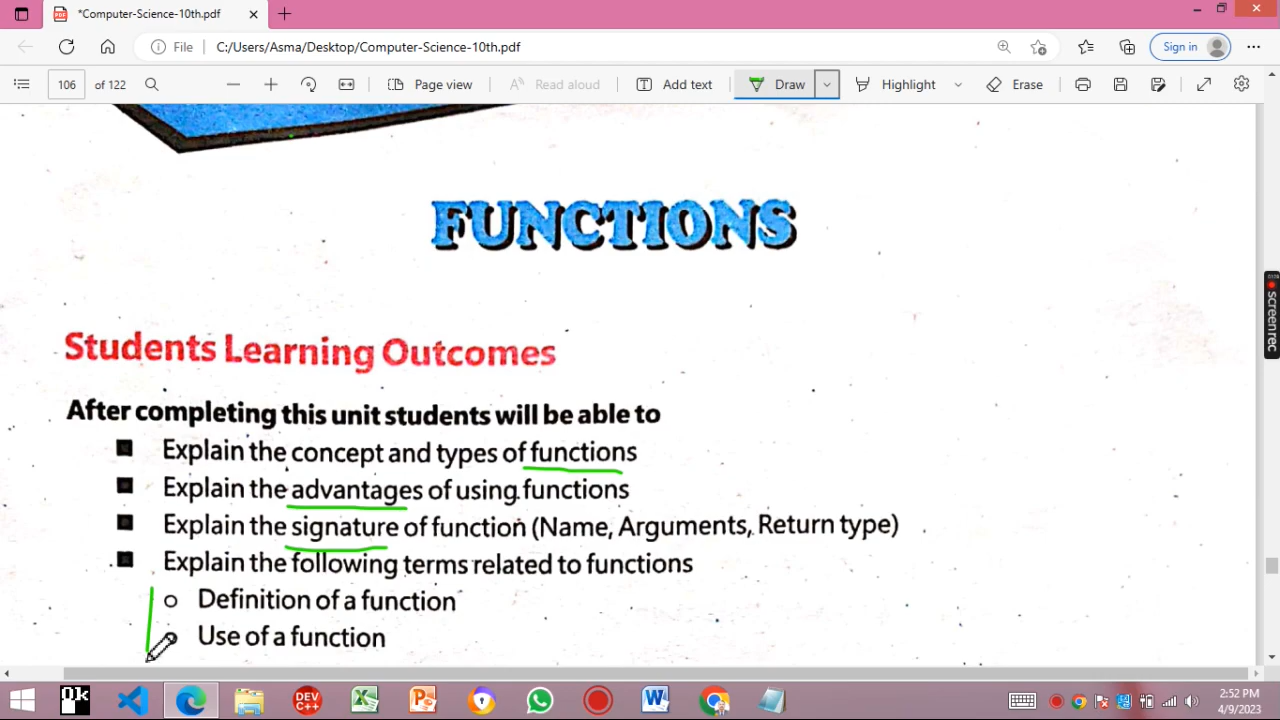 *Computer-Science-10th.pdf
File C:/Users/Asma/Desktop/Computer-Science-10th.pdf
Sign in
106 of 122
Page view
Read aloud
Add text
Draw
Highlight
Erase
FUNCTIONS
Students Learning Outcomes
After completing this unit students will be able to
Explain the concept and types of functions
Explain the advantages of using functions
Explain the signature of function (Name, Arguments, Return type)
Explain the following terms related to functions
Definition of a function
Use of a function
screenrec
Ok
DEV
C++
2:52 PM
4/9/2023